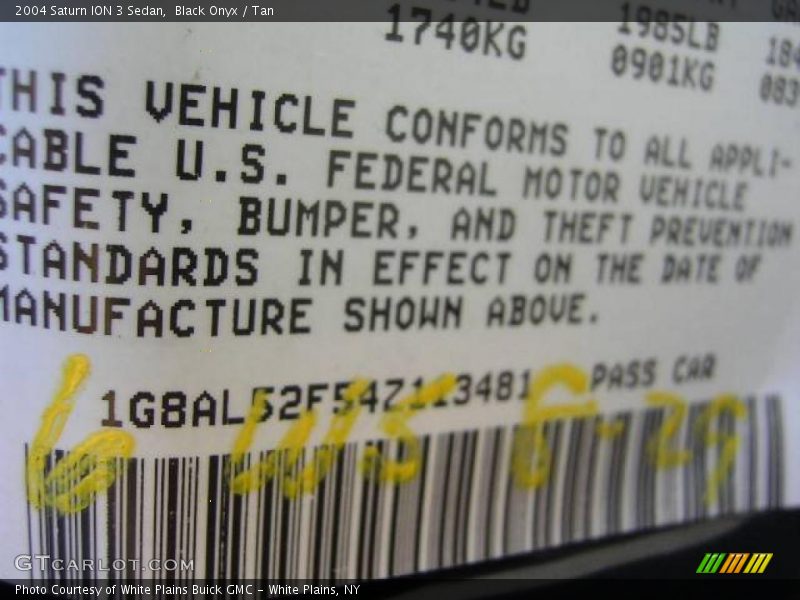 2004 Saturn ION 3 Sedan, Black Onyx / Tan
1740KG 1985LB
0901KG
THIS VEHICLE CONFORMS TO ALL APPLI-
CABLE U.S. FEDERAL MOTOR VEHICLE
SAFETY, BUMPER, AND THEFT PREVENTION
STANDARDS IN EFFECT ON THE DATE OF
MANUFACTURE SHOWN ABOVE.
1G8AL52F54Z113481 PASS CAR
GTCARLOT.COM
Photo Courtesy of White Plains Buick GMC - White Plains, NY